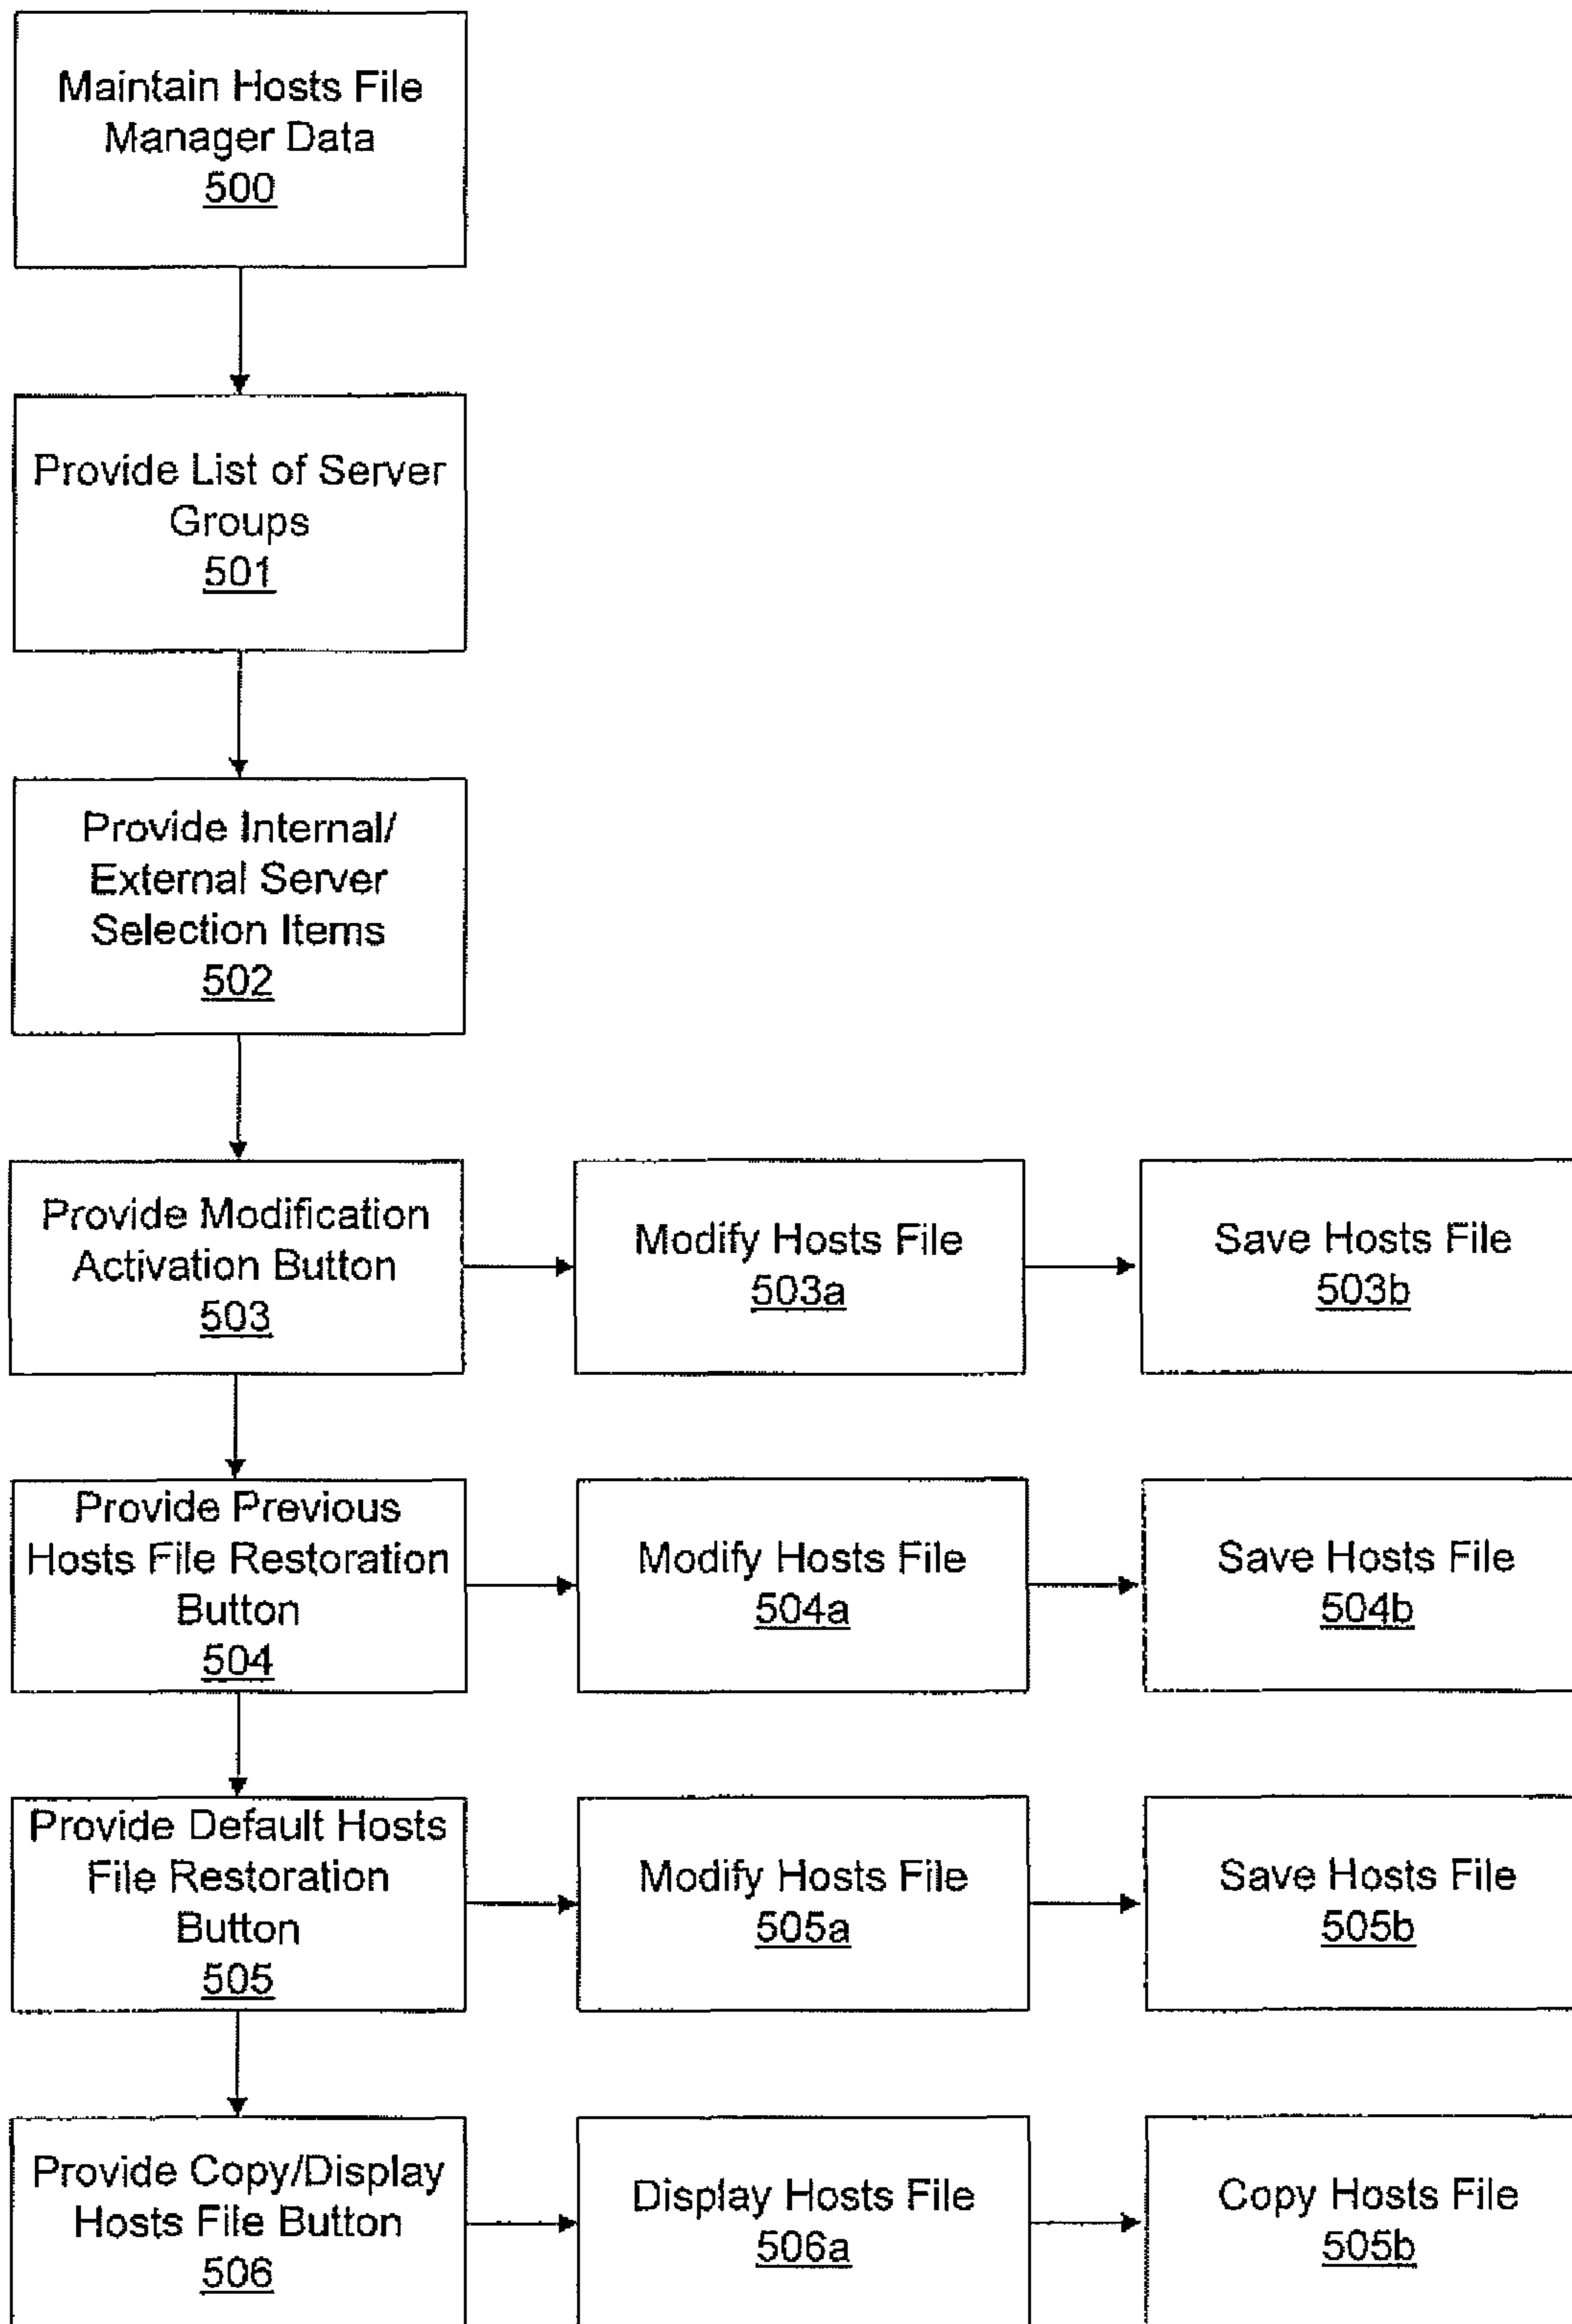 Maintain Hosts File
Manager Data
500
Provide List of Server
Groups
501
Provide Internal/
External Server
Selection Items
502
Provide Modification
Activation Button
503
Modify Hosts File
503a
Save Hosts File
503b
Provide Previous
Hosts File Restoration
Button
504
Modify Hosts File
504a
Save Hosts File
504b
Provide Default Hosts
File Restoration
Button
505
Modify Hosts File
505a
Save Hosts File
505b
Provide Copy/Display
Hosts File Button
506
Display Hosts File
506a
Copy Hosts File
505b